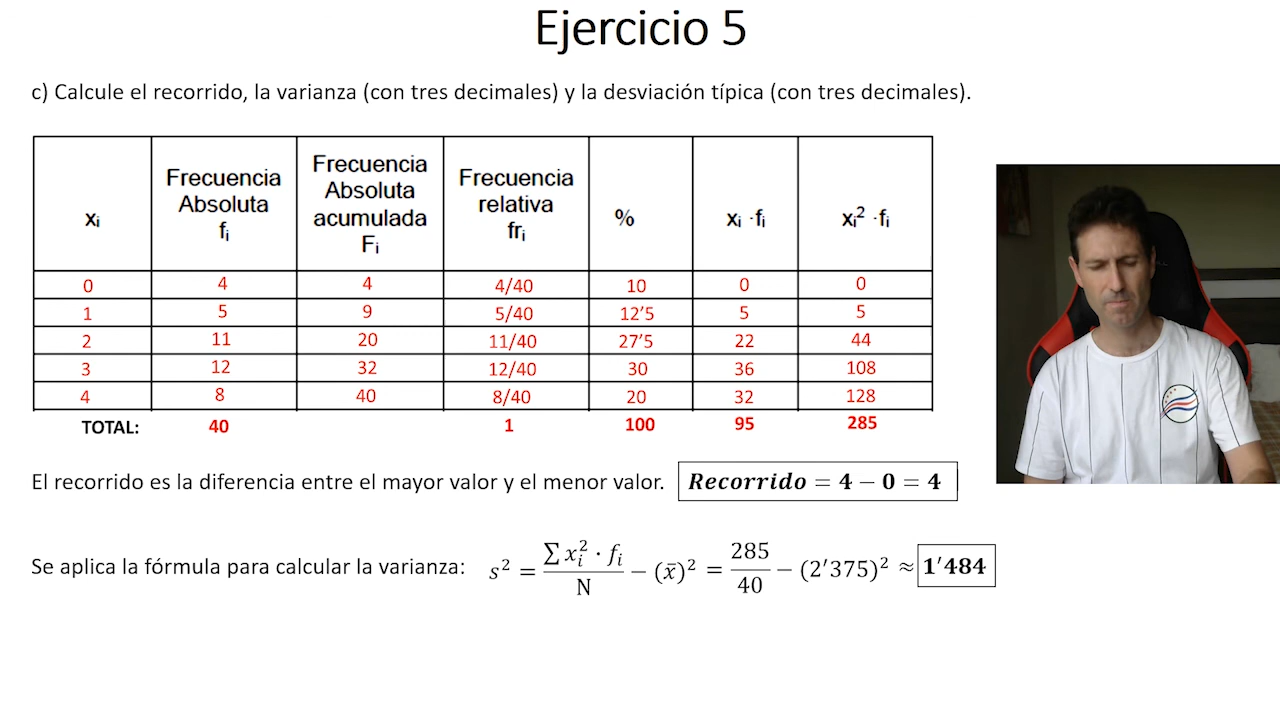 Ejercicio 5
c) Calcule el recorrido, la varianza (con tres decimales) y la desviación típica (con tres decimales).
xᵢ | Frecuencia Absoluta fᵢ | Frecuencia Absoluta acumulada Fᵢ | Frecuencia relativa frᵢ | % | xᵢ ·fᵢ | xᵢ² ·fᵢ
0 | 4 | 4 | 4/40 | 10 | 0 | 0
1 | 5 | 9 | 5/40 | 12’5 | 5 | 5
2 | 11 | 20 | 11/40 | 27’5 | 22 | 44
3 | 12 | 32 | 12/40 | 30 | 36 | 108
4 | 8 | 40 | 8/40 | 20 | 32 | 128
TOTAL: 40 | 1 | 100 | 95 | 285
El recorrido es la diferencia entre el mayor valor y el menor valor. Recorrido = 4 − 0 = 4
Se aplica la fórmula para calcular la varianza: s² = ∑ xᵢ² · fᵢ / N − (x̄)² = 285 / 40 − (2′375)² ≈ 1′484